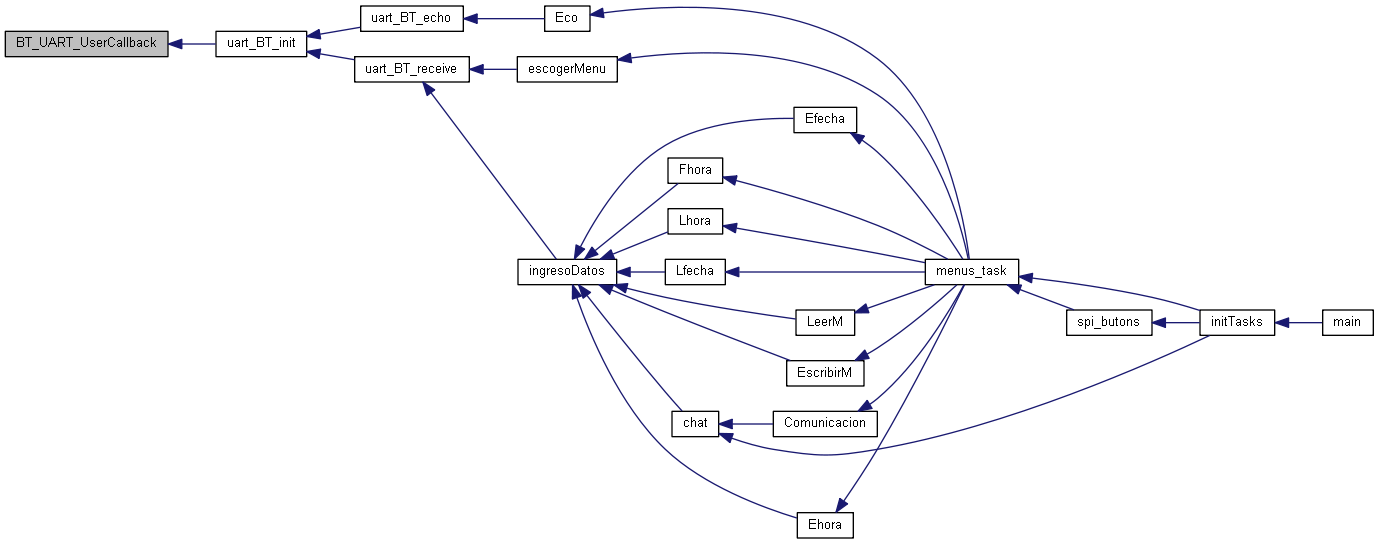 uart_BT_echo
Eco
BT_UART_UserCallback
uart_BT_init
uart_BT_receive
escogerMenu
Efecha
Fhora
Lhora
ingresoDatos
Lfecha
menus_task
LeerM
spi_butons
initTasks
main
EscribirM
chat
Comunicacion
Ehora